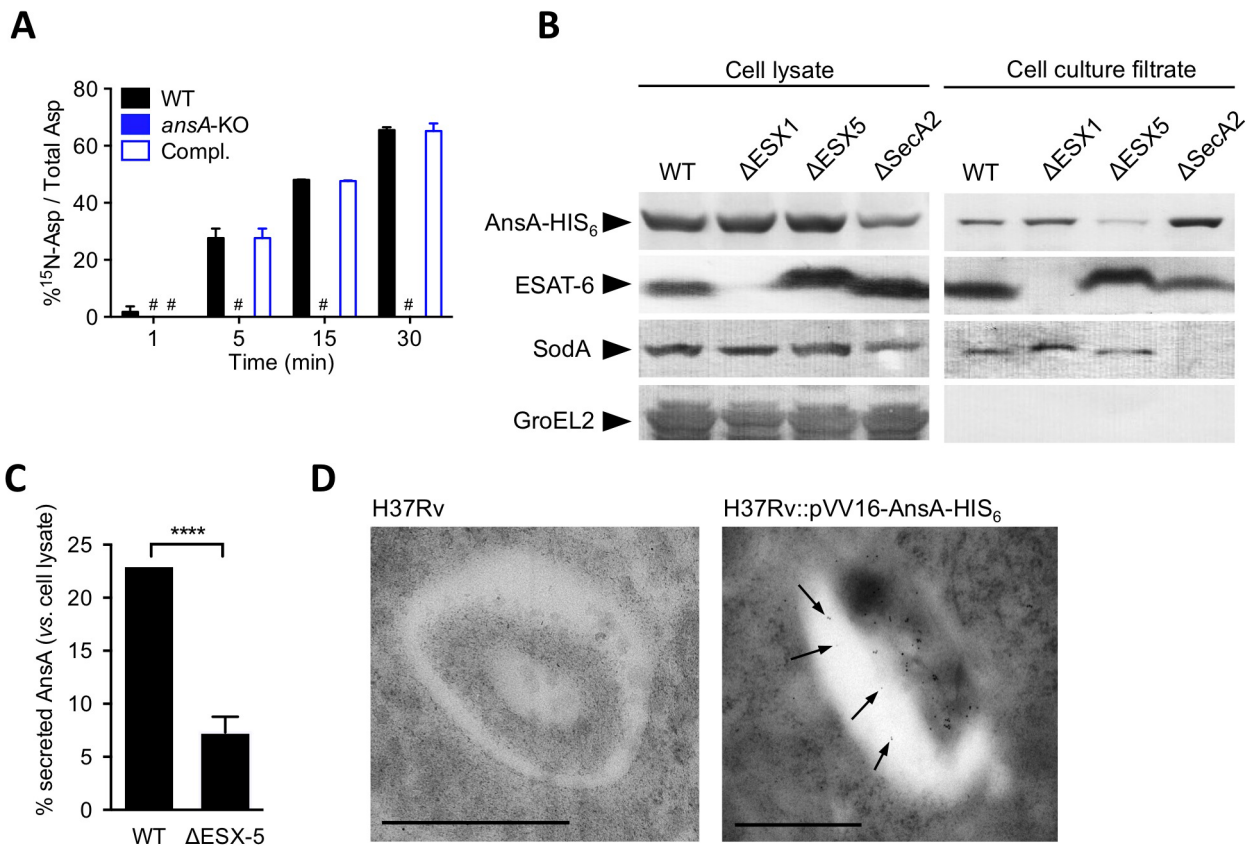 A
%¹⁵N-Asp / Total Asp
80
60
40
20
0
WT
ansA-KO
Compl.
# #
#
#
#
1 5 15 30
Time (min)
B
Cell lysate Cell culture filtrate
WT ΔESX1 ΔESX5 ΔSecA2 WT ΔESX1 ΔESX5 ΔSecA2
AnsA-HIS₆
ESAT-6
SodA
GroEL2
C
% secreted AnsA (vs. cell lysate)
25
20
15
10
5
0
****
WT ΔESX-5
D
H37Rv H37Rv::pVV16-AnsA-HIS₆